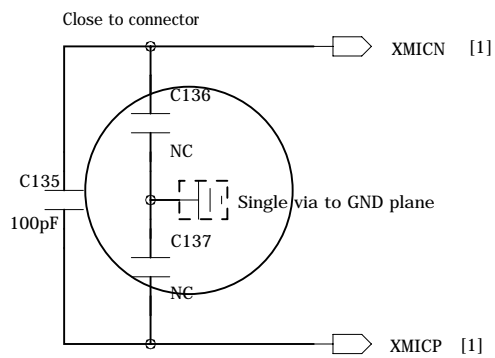 Close to connector
XMICN [1]
C136
NC
C135
100pF
Single via to GND plane
C137
NC
XMICP [1]